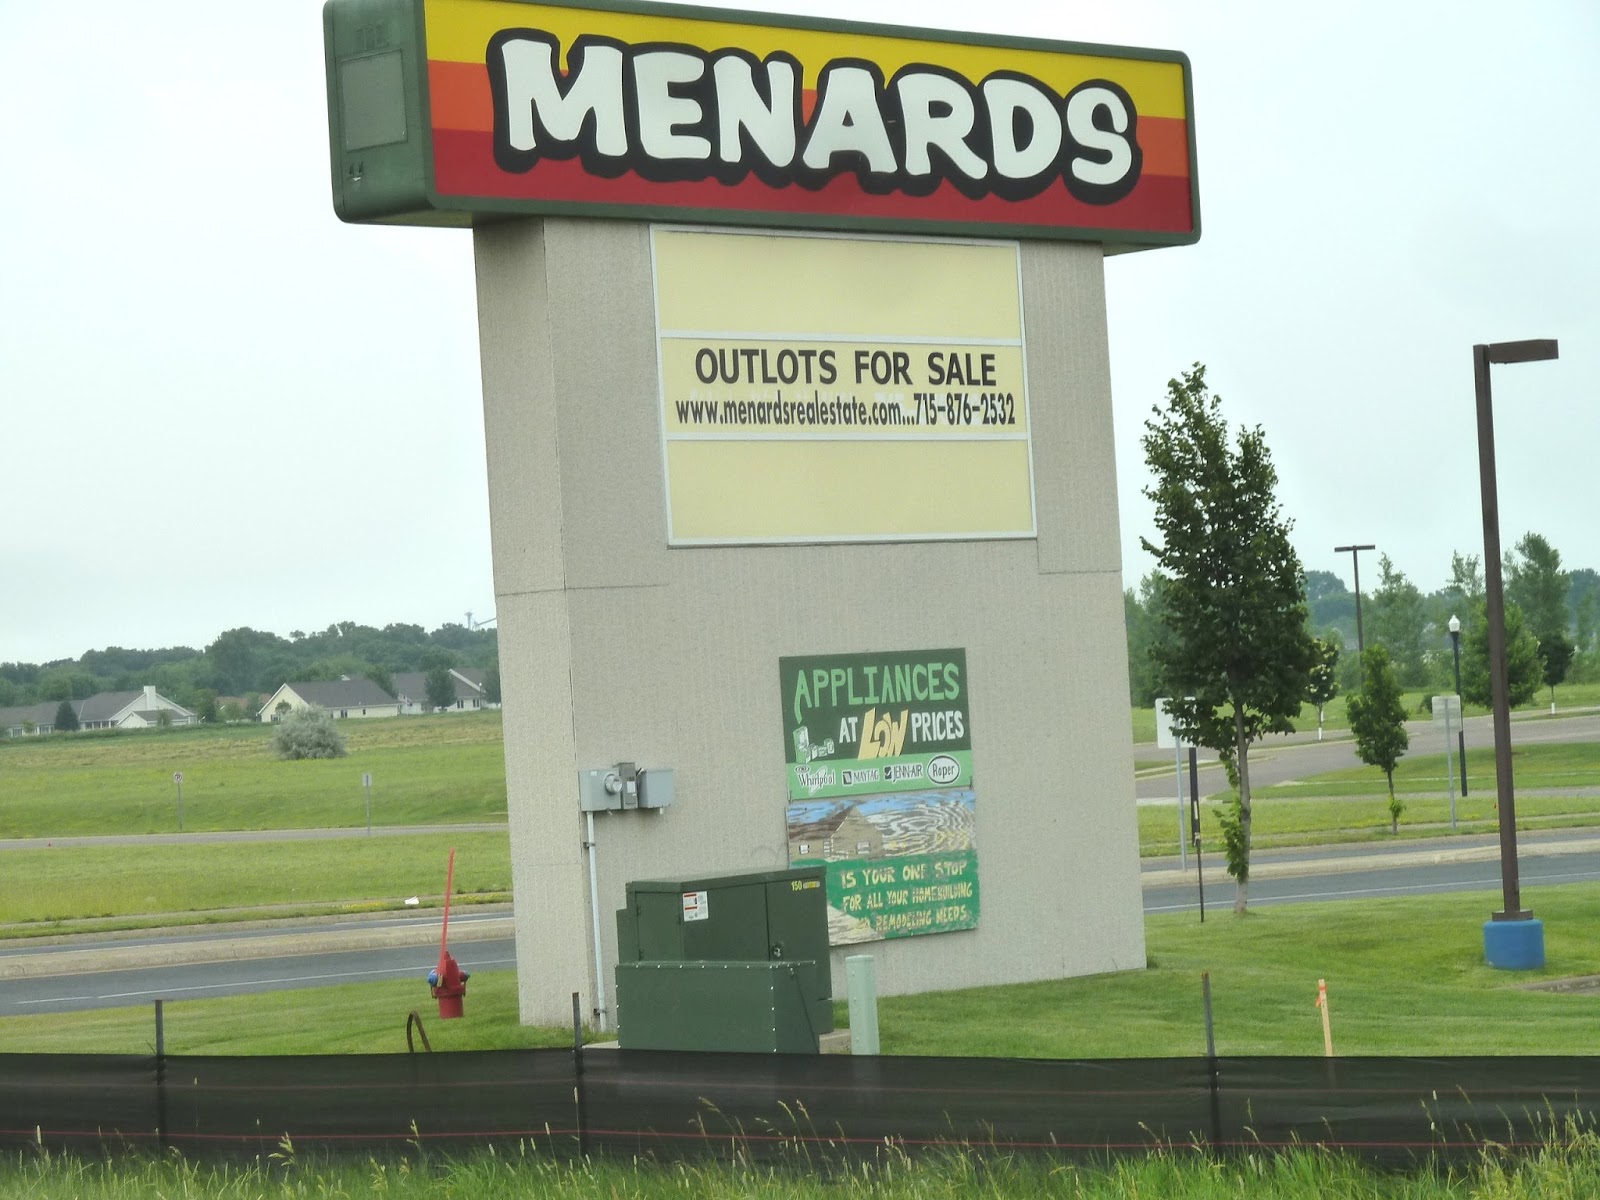 MENARDS
OUTLOTS FOR SALE
www.menardsrealestate.com...715-876-2532
APPLIANCES
AT LOW PRICES
Whirlpool MAYTAG JENN-AIR Roper
150
IS YOUR ONE STOP
FOR ALL YOUR HOMEBUILDING
REMODELING NEEDS